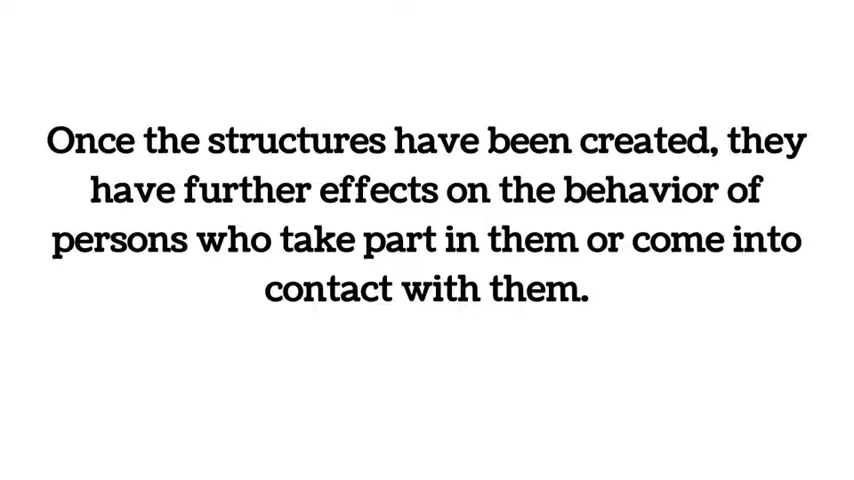 Once the structures have been created, they
have further effects on the behavior of
persons who take part in them or come into
contact with them.